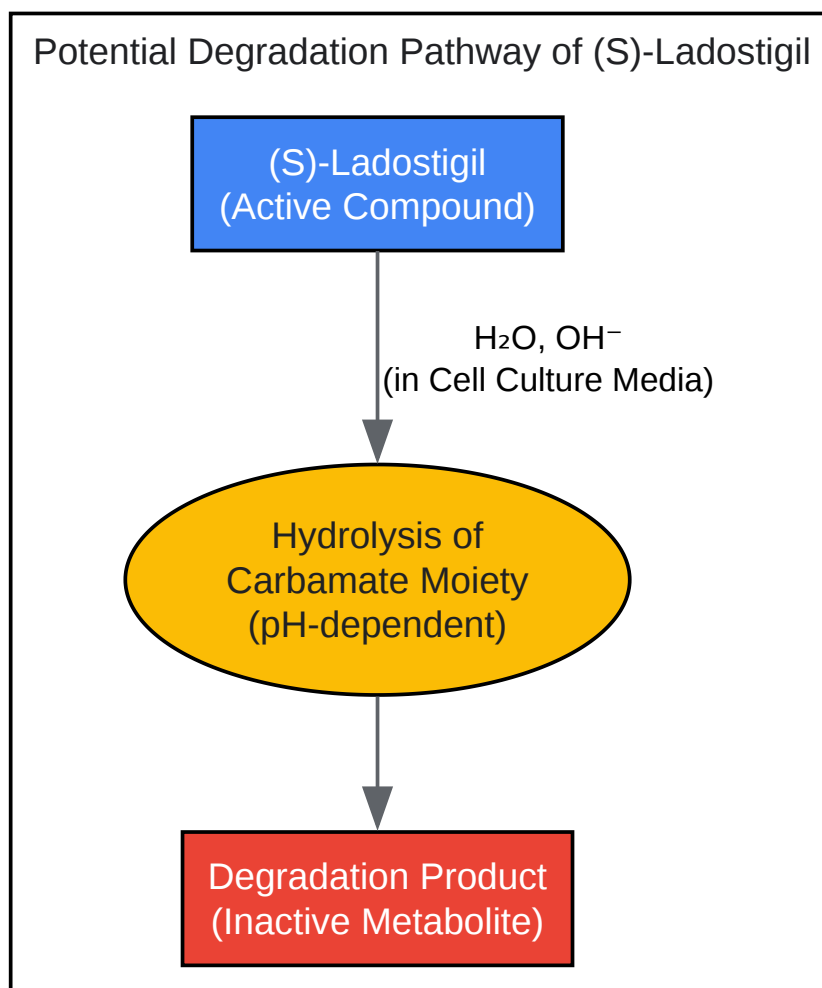 Potential Degradation Pathway of (S)-Ladostigil
(S)-Ladostigil
(Active Compound)
H₂O, OH⁻
(in Cell Culture Media)
Hydrolysis of
Carbamate Moiety
(pH-dependent)
Degradation Product
(Inactive Metabolite)